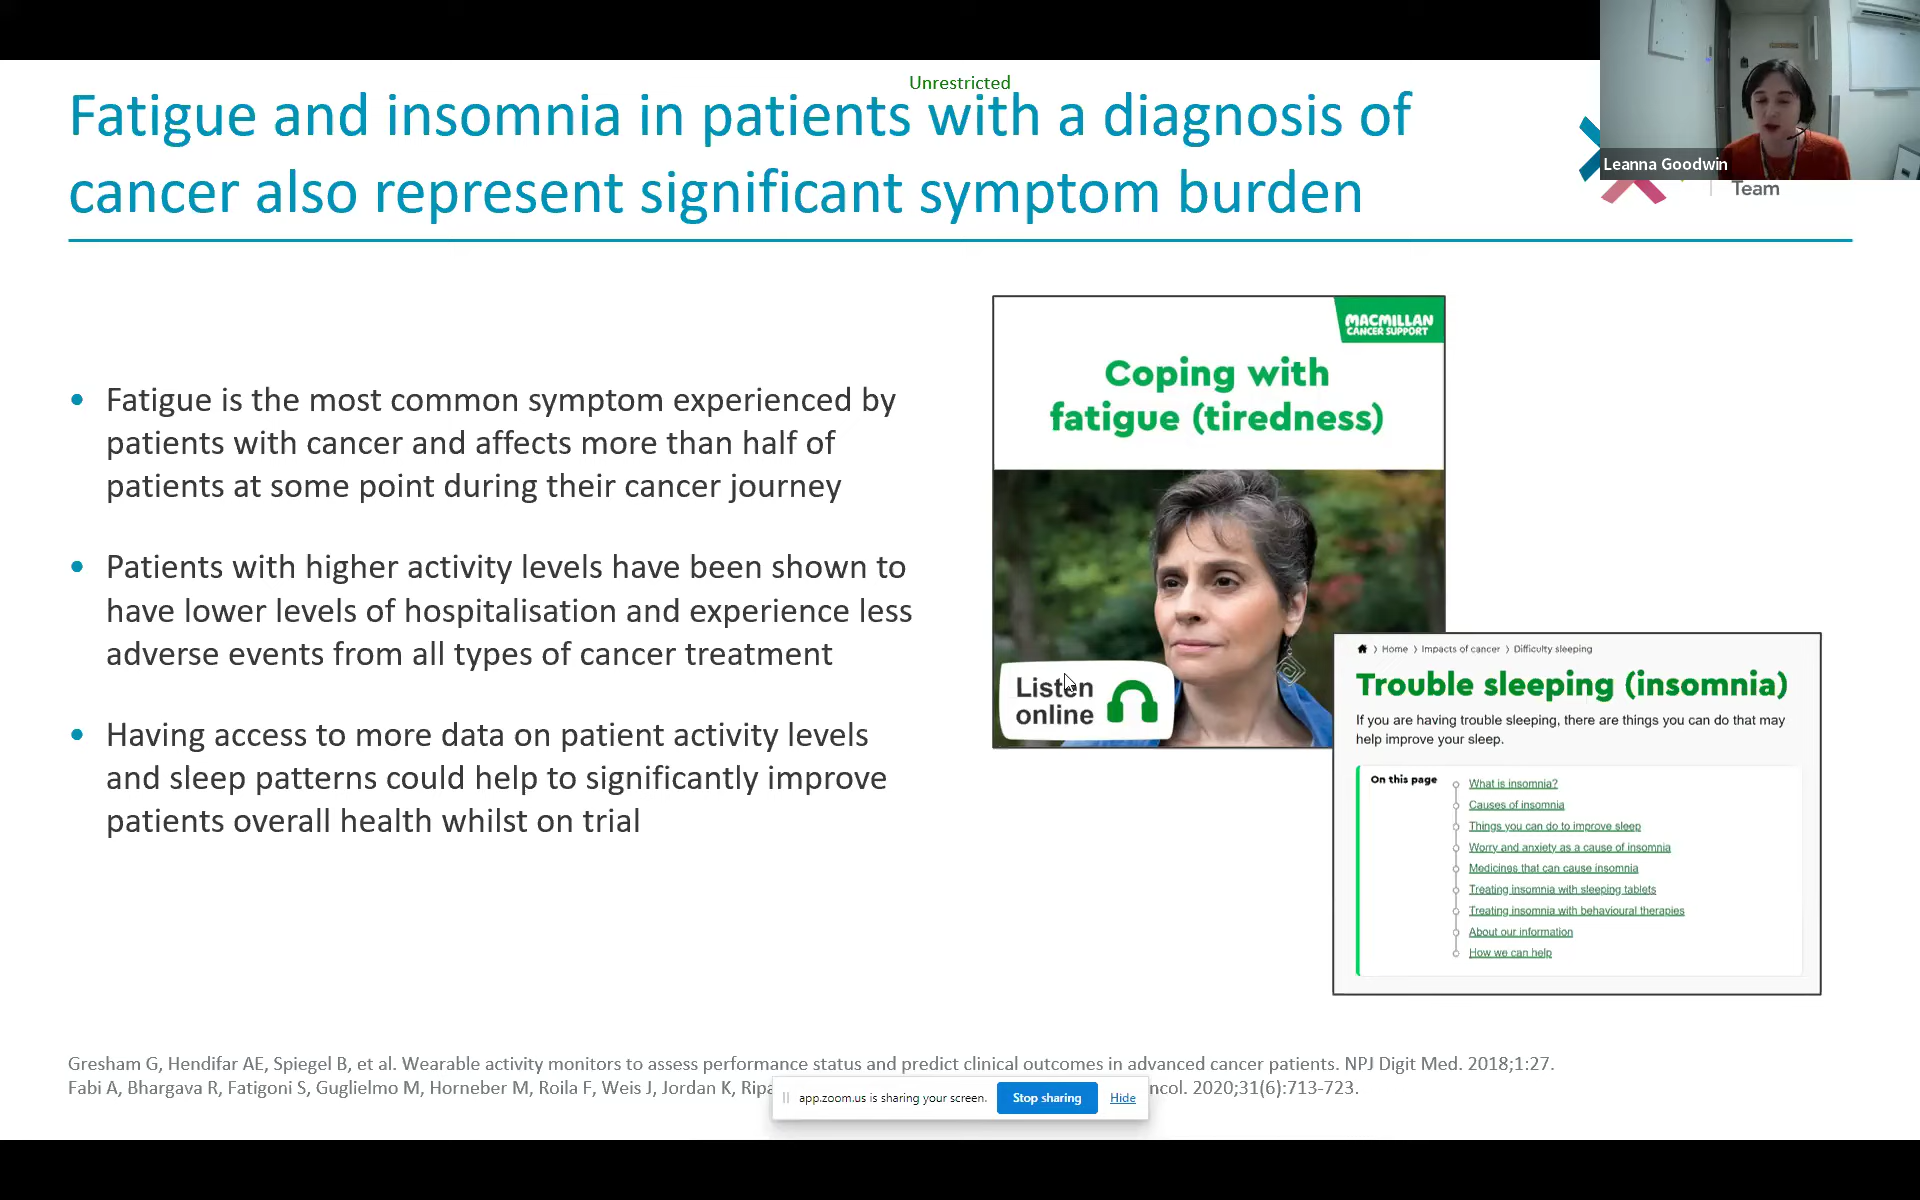 Unrestricted
Fatigue and insomnia in patients with a diagnosis of
cancer also represent significant symptom burden
Leanna Goodwin
Team
Fatigue is the most common symptom experienced by
patients with cancer and affects more than half of
patients at some point during their cancer journey
Patients with higher activity levels have been shown to
have lower levels of hospitalisation and experience less
adverse events from all types of cancer treatment
Having access to more data on patient activity levels
and sleep patterns could help to significantly improve
patients overall health whilst on trial
MACMILLAN
CANCER SUPPORT
Coping with
fatigue (tiredness)
Listen
online
Home > Impacts of cancer > Difficulty sleeping
Trouble sleeping (insomnia)
If you are having trouble sleeping, there are things you can do that may
help improve your sleep.
On this page
What is insomnia?
Causes of insomnia
Things you can do to improve sleep
Worry and anxiety as a cause of insomnia
Medicines that can cause insomnia
Treating insomnia with sleeping tablets
Treating insomnia with behavioural therapies
About our information
How we can help
Gresham G, Hendifar AE, Spiegel B, et al. Wearable activity monitors to assess performance status and predict clinical outcomes in advanced cancer patients. NPJ Digit Med. 2018;1:27.
Fabi A, Bhargava R, Fatigoni S, Guglielmo M, Horneber M, Roila F, Weis J, Jordan K, 2020;31(6):713-723.
app.zoom.us is sharing your screen. Stop sharing Hide